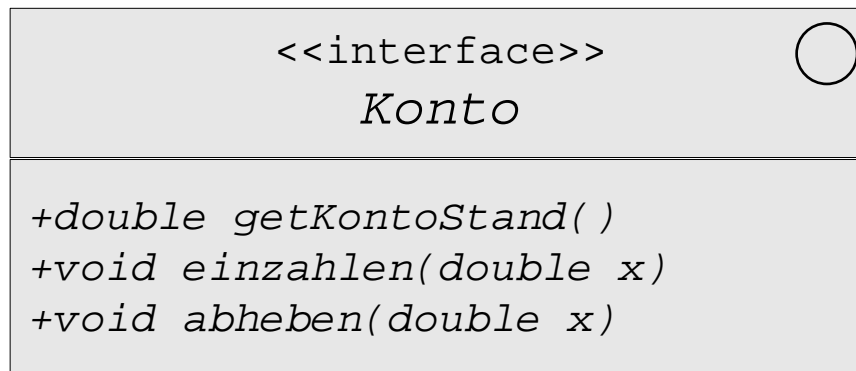 <<interface>>
Konto
+double getKontoStand()
+void einzahlen(double x)
+void abheben(double x)